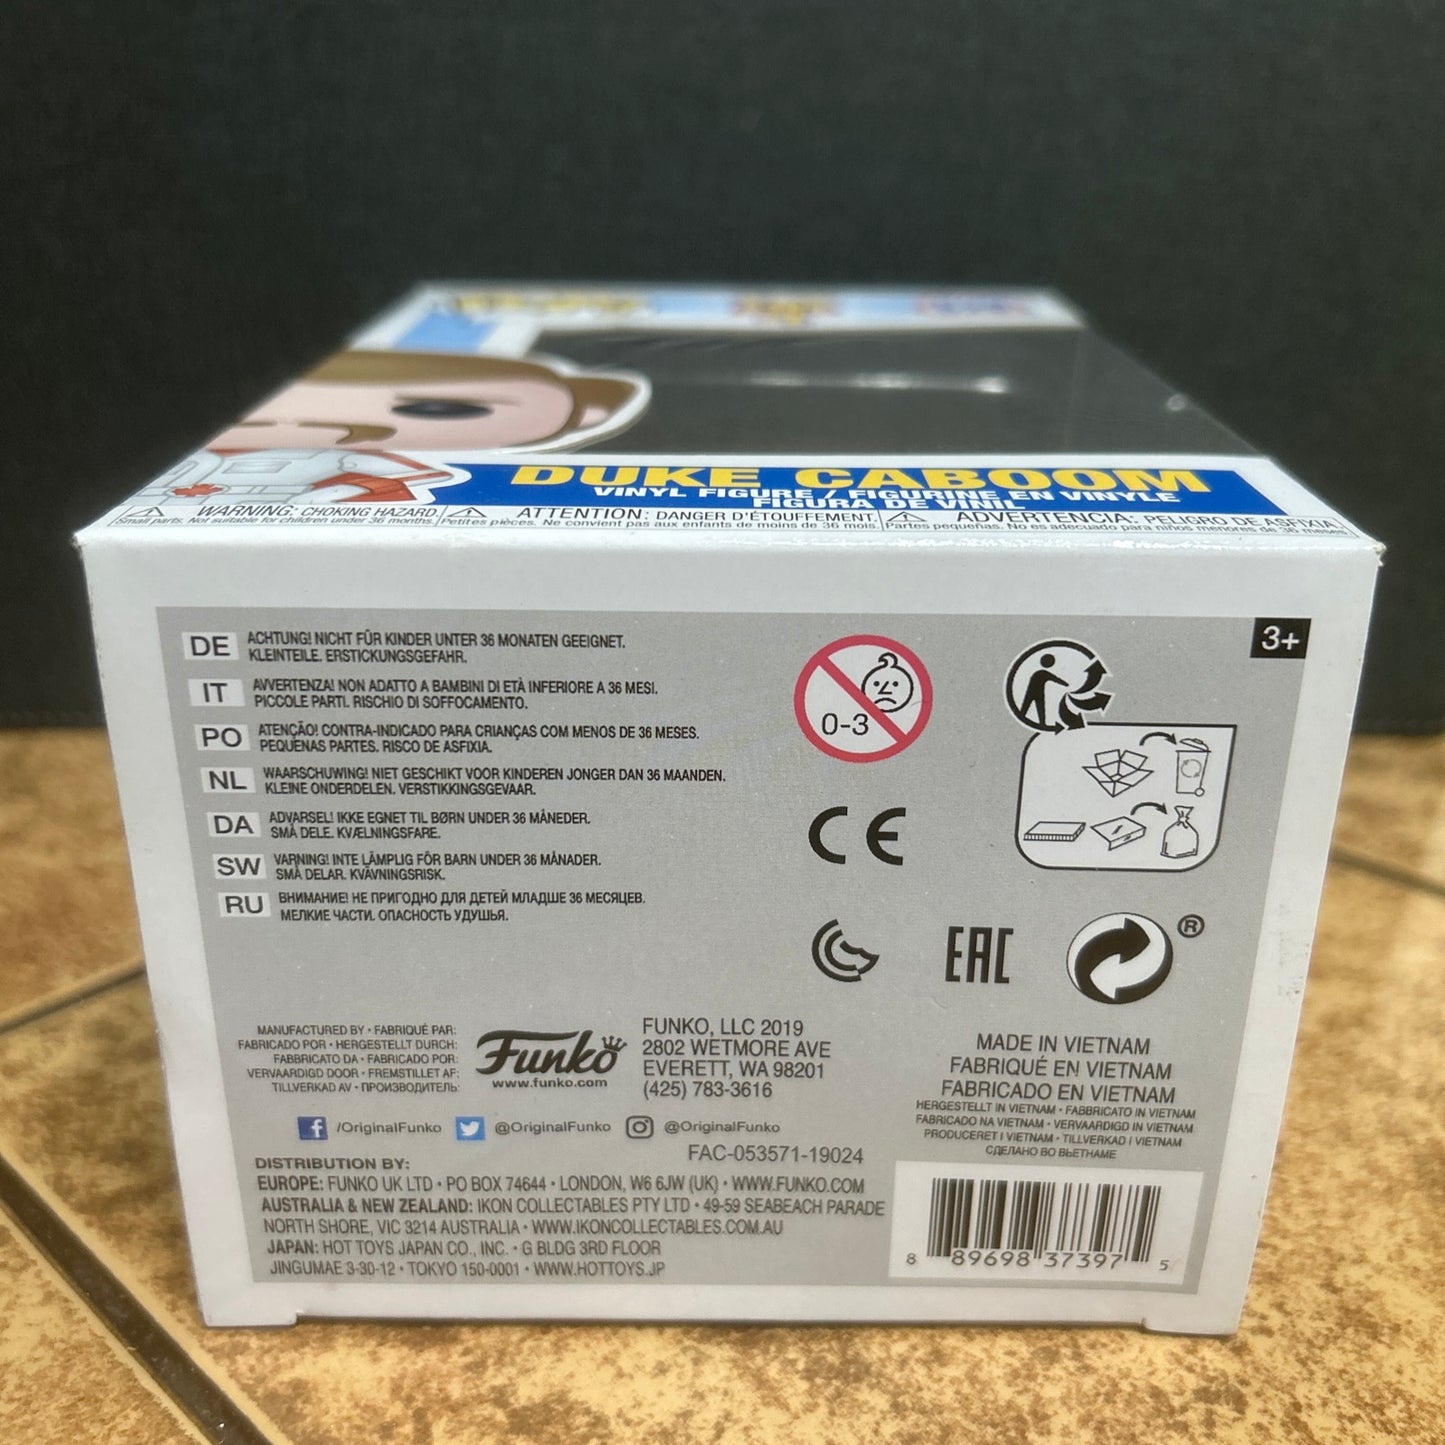 DUKE CABOOM
VINYL FIGURE / FIGURINE EN VINYLE
FIGURA DE VINIL
WARNING: CHOKING HAZARD.
Small parts. Not suitable for children under 36 months.
ATTENTION: DANGER D'ÉTOUFFEMENT.
Petites pièces. Ne convient pas aux enfants de moins de 36 mois.
ADVERTENCIA: PELIGRO DE ASFIXIA.
Partes pequeñas. No es adecuado para niños menores de 36 meses
3+
DE ACHTUNG! NICHT FÜR KINDER UNTER 36 MONATEN GEEIGNET.
KLEINTEILE. ERSTICKUNGSGEFAHR.
IT AVVERTENZA! NON ADATTO A BAMBINI DI ETÀ INFERIORE A 36 MESI.
PICCOLE PARTI. RISCHIO DI SOFFOCAMENTO.
PO ATENÇÃO! CONTRA-INDICADO PARA CRIANÇAS COM MENOS DE 36 MESES.
PEQUENAS PARTES. RISCO DE ASFIXIA.
NL WAARSCHUWING! NIET GESCHIKT VOOR KINDEREN JONGER DAN 36 MAANDEN.
KLEINE ONDERDELEN. VERSTIKKINGSGEVAAR.
DA ADVARSEL! IKKE EGNET TIL BØRN UNDER 36 MÅNEDER.
SMÅ DELE. KVÆLNINGSFARE.
SW VARNING! INTE LÄMPLIG FÖR BARN UNDER 36 MÅNADER.
SMÅ DELAR. KVÄVNINGSRISK.
RU ВНИМАНИЕ! НЕ ПРИГОДНО ДЛЯ ДЕТЕЙ МЛАДШЕ 36 МЕСЯЦЕВ.
МЕЛКИЕ ЧАСТИ. ОПАСНОСТЬ УДУШЬЯ.
0-3
CE
EAC
®
MANUFACTURED BY • FABRIQUÉ PAR:
FABRICADO POR • HERGESTELLT DURCH:
FABBRICATO DA • FABRICADO POR:
VERVAARDIGD DOOR • FREMSTILLET AF:
TILLVERKAD AV • ПРОИЗВОДИТЕЛЬ:
Funko
www.funko.com
FUNKO, LLC 2019
2802 WETMORE AVE
EVERETT, WA 98201
(425) 783-3616
/OriginalFunko @OriginalFunko @OriginalFunko
FAC-053571-19024
DISTRIBUTION BY:
EUROPE: FUNKO UK LTD • PO BOX 74644 • LONDON, W6 6JW (UK) • WWW.FUNKO.COM
AUSTRALIA & NEW ZEALAND: IKON COLLECTABLES PTY LTD • 49-59 SEABEACH PARADE
NORTH SHORE, VIC 3214 AUSTRALIA • WWW.IKONCOLLECTABLES.COM.AU
JAPAN: HOT TOYS JAPAN CO., INC. • G BLDG 3RD FLOOR
JINGUMAE 3-30-12 • TOKYO 150-0001 • WWW.HOTTOYS.JP
MADE IN VIETNAM
FABRIQUÉ EN VIETNAM
FABRICADO EN VIETNAM
HERGESTELLT IN VIETNAM • FABBRICATO IN VIETNAM
FABRICADO NA VIETNAM • VERVAARDIGD IN VIETNAM
PRODUCERET I VIETNAM • TILLVERKAD I VIETNAM
СДЕЛАНО ВО ВЬЕТНАМЕ
8 89698 37397 5